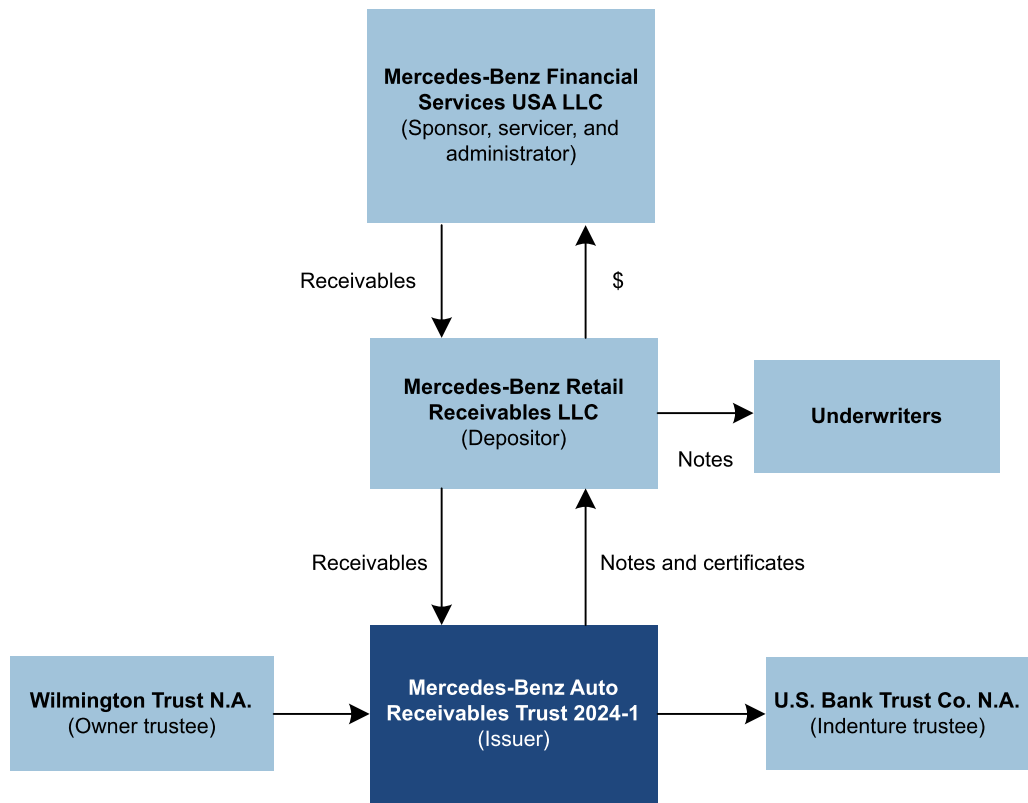 Mercedes-Benz Financial
Services USA LLC
(Sponsor, servicer, and
administrator)
Receivables
$
Mercedes-Benz Retail
Receivables LLC
(Depositor)
Underwriters
Notes
Receivables
Notes and certificates
Wilmington Trust N.A.
(Owner trustee)
Mercedes-Benz Auto
Receivables Trust 2024-1
(Issuer)
U.S. Bank Trust Co. N.A.
(Indenture trustee)